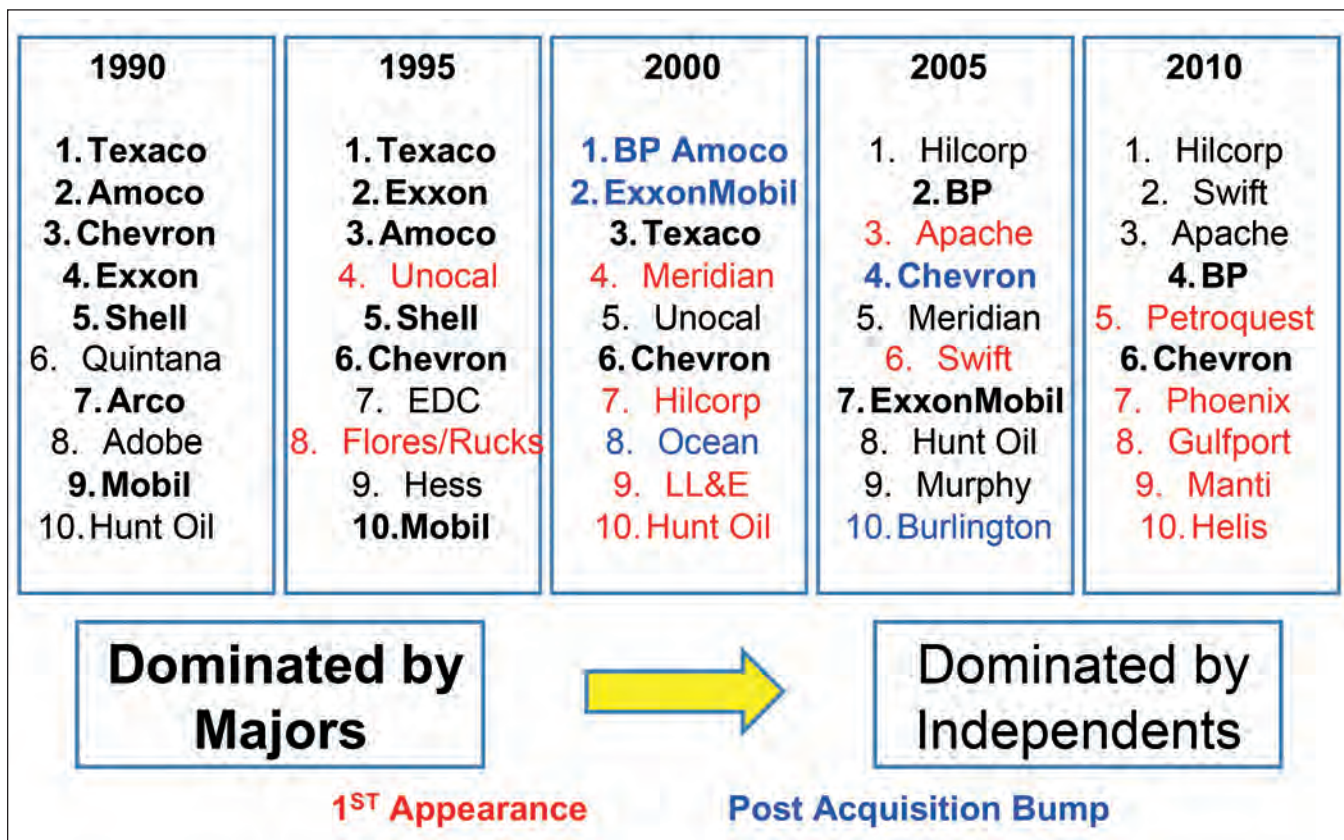 1990
1. Texaco
2. Amoco
3. Chevron
4. Exxon
5. Shell
6. Quintana
7. Arco
8. Adobe
9. Mobil
10. Hunt Oil
1995
1. Texaco
2. Exxon
3. Amoco
4. Unocal
5. Shell
6. Chevron
7. EDC
8. Flores/Rucks
9. Hess
10. Mobil
2000
1. BP Amoco
2. ExxonMobil
3. Texaco
4. Meridian
5. Unocal
6. Chevron
7. Hilcorp
8. Ocean
9. LL&E
10. Hunt Oil
2005
1. Hilcorp
2. BP
3. Apache
4. Chevron
5. Meridian
6. Swift
7. ExxonMobil
8. Hunt Oil
9. Murphy
10. Burlington
2010
1. Hilcorp
2. Swift
3. Apache
4. BP
5. Petroquest
6. Chevron
7. Phoenix
8. Gulfport
9. Manti
10. Helis
Dominated by
Majors
Dominated by
Independents
1ST Appearance
Post Acquisition Bump